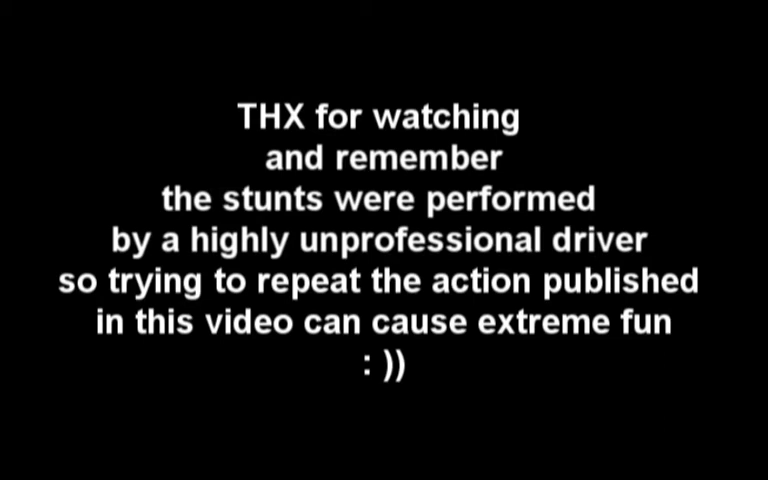 THX for watching
and remember
the stunts were performed
by a highly unprofessional driver
so trying to repeat the action published
in this video can cause extreme fun
: ))